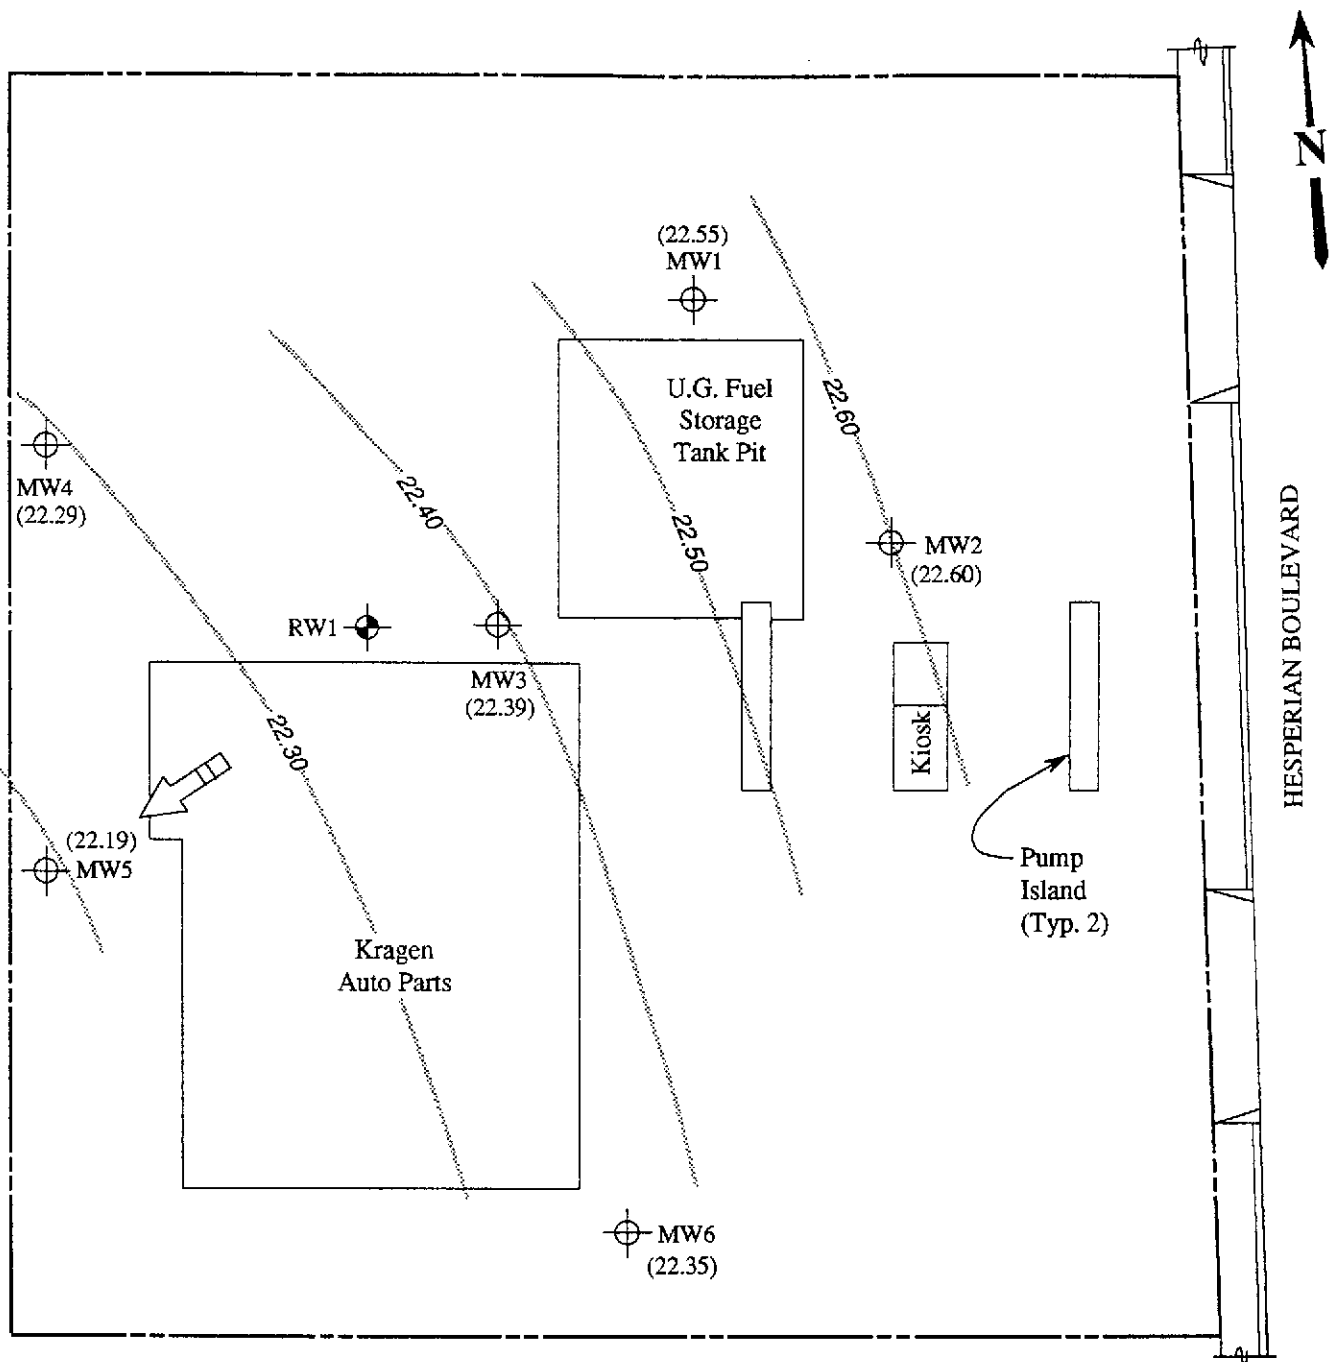 N
(22.55)
MW1
U.G. Fuel
Storage
Tank Pit
22.60
22.40
22.50
MW4
(22.29)
MW2
(22.60)
HESPERIAN BOULEVARD
RW1
MW3
(22.39)
22.30
Kiosk
(22.19)
MW5
Pump
Island
(Typ. 2)
Kragen
Auto Parts
MW6
(22.35)